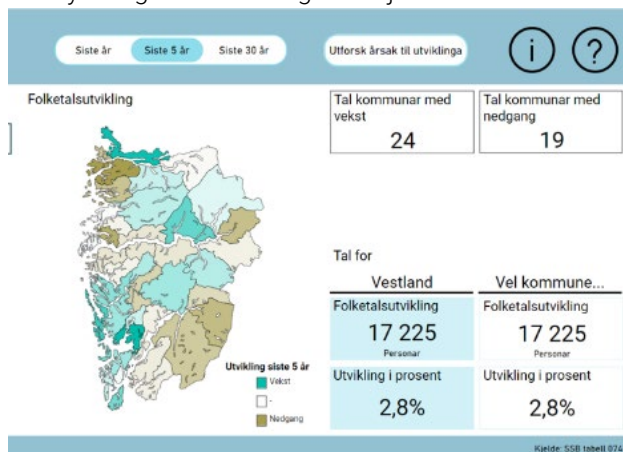 Siste år
Siste 5 år
Siste 30 år
Utforsk årsak til utviklinga
i
?
Folketalsutvikling
Tal kommunar med
vekst
24
Tal kommunar med
nedgang
19
Tal for
Vestland
Vel kommune...
Folketalsutvikling
17 225
Personar
Folketalsutvikling
17 225
Personar
Utvikling i prosent
2,8%
Utvikling i prosent
2,8%
Utvikling siste 5 år
Vekst
-
Nedgang
Kjelde: SSB tabell 074